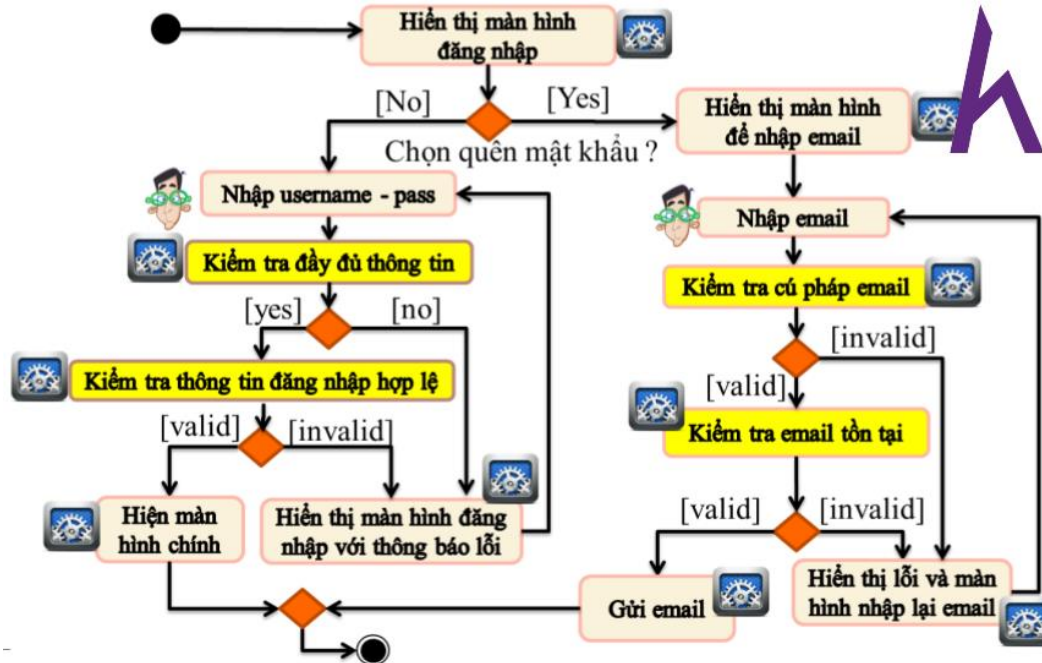 Hiển thị màn hình
đăng nhập
[No]
[Yes]
Chọn quên mật khẩu ?
Hiển thị màn hình
để nhập email
Nhập username - pass
Nhập email
Kiểm tra đầy đủ thông tin
Kiểm tra cú pháp email
[yes]
[no]
[invalid]
Kiểm tra thông tin đăng nhập hợp lệ
[valid]
Kiểm tra email tồn tại
[valid]
[invalid]
Hiện màn
hình chính
Hiển thị màn hình đăng
nhập với thông báo lỗi
[valid]
[invalid]
Gửi email
Hiển thị lỗi và màn
hình nhập lại email